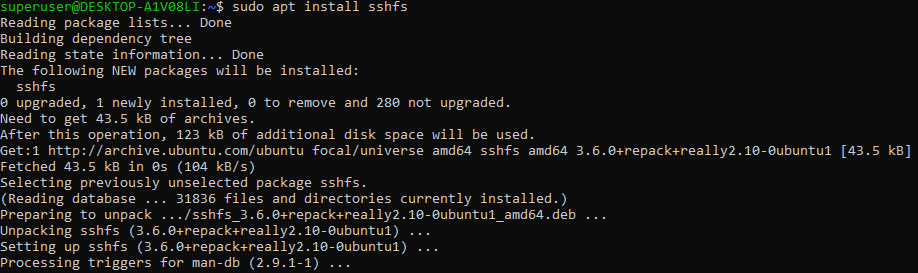 superuser@DESKTOP-A1V08LI:~$ sudo apt install sshfs
Reading package lists... Done
Building dependency tree
Reading state information... Done
The following NEW packages will be installed:
  sshfs
0 upgraded, 1 newly installed, 0 to remove and 280 not upgraded.
Need to get 43.5 kB of archives.
After this operation, 123 kB of additional disk space will be used.
Get:1 http://archive.ubuntu.com/ubuntu focal/universe amd64 sshfs amd64 3.6.0+repack+really2.10-0ubuntu1 [43.5 kB]
Fetched 43.5 kB in 0s (104 kB/s)
Selecting previously unselected package sshfs.
(Reading database ... 31836 files and directories currently installed.)
Preparing to unpack .../sshfs_3.6.0+repack+really2.10-0ubuntu1_amd64.deb ...
Unpacking sshfs (3.6.0+repack+really2.10-0ubuntu1) ...
Setting up sshfs (3.6.0+repack+really2.10-0ubuntu1) ...
Processing triggers for man-db (2.9.1-1) ...